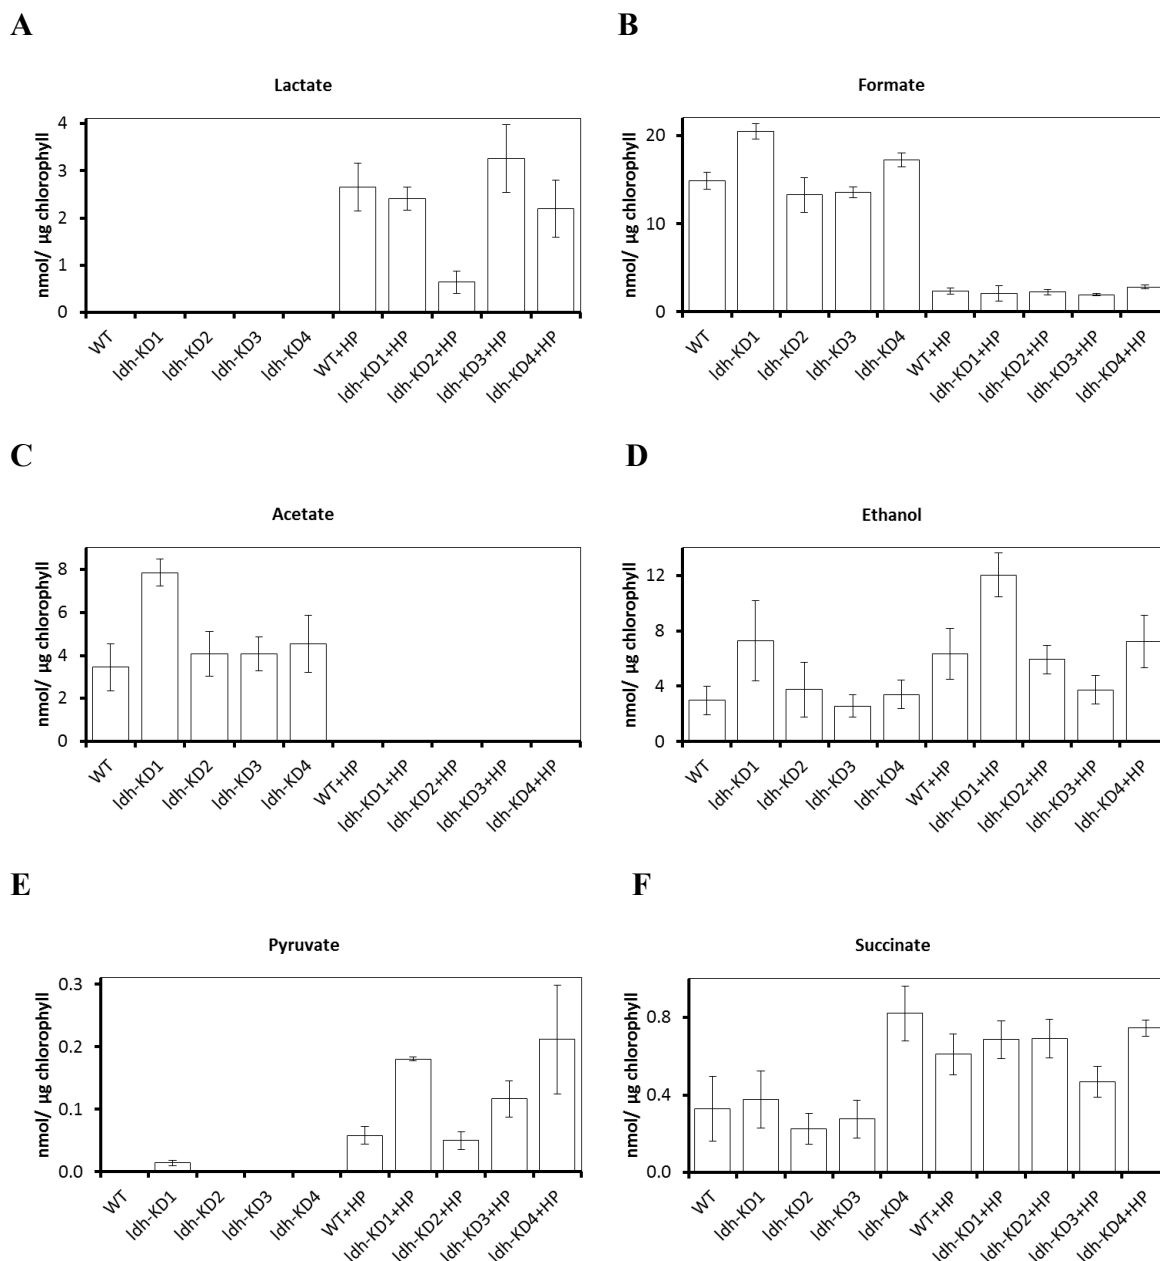 A
Lactate
nmol/ µg chlorophyll
4
3
2
1
0
WT
ldh-KD1
ldh-KD2
ldh-KD3
ldh-KD4
WT+HP
ldh-KD1+HP
ldh-KD2+HP
ldh-KD3+HP
ldh-KD4+HP
B
Formate
nmol/ µg chlorophyll
20
10
0
WT
ldh-KD1
ldh-KD2
ldh-KD3
ldh-KD4
WT+HP
ldh-KD1+HP
ldh-KD2+HP
ldh-KD3+HP
ldh-KD4+HP
C
Acetate
nmol/ µg chlorophyll
8
6
4
2
0
WT
ldh-KD1
ldh-KD2
ldh-KD3
ldh-KD4
WT+HP
ldh-KD1+HP
ldh-KD2+HP
ldh-KD3+HP
ldh-KD4+HP
D
Ethanol
nmol/ µg chlorophyll
12
8
4
0
WT
ldh-KD1
ldh-KD2
ldh-KD3
ldh-KD4
WT+HP
ldh-KD1+HP
ldh-KD2+HP
ldh-KD3+HP
ldh-KD4+HP
E
Pyruvate
nmol/ µg chlorophyll
0.3
0.2
0.1
0.0
WT
ldh-KD1
ldh-KD2
ldh-KD3
ldh-KD4
WT+HP
ldh-KD1+HP
ldh-KD2+HP
ldh-KD3+HP
ldh-KD4+HP
F
Succinate
nmol/ µg chlorophyll
0.8
0.4
0.0
WT
ldh-KD1
ldh-KD2
ldh-KD3
ldh-KD4
WT+HP
ldh-KD1+HP
ldh-KD2+HP
ldh-KD3+HP
ldh-KD4+HP